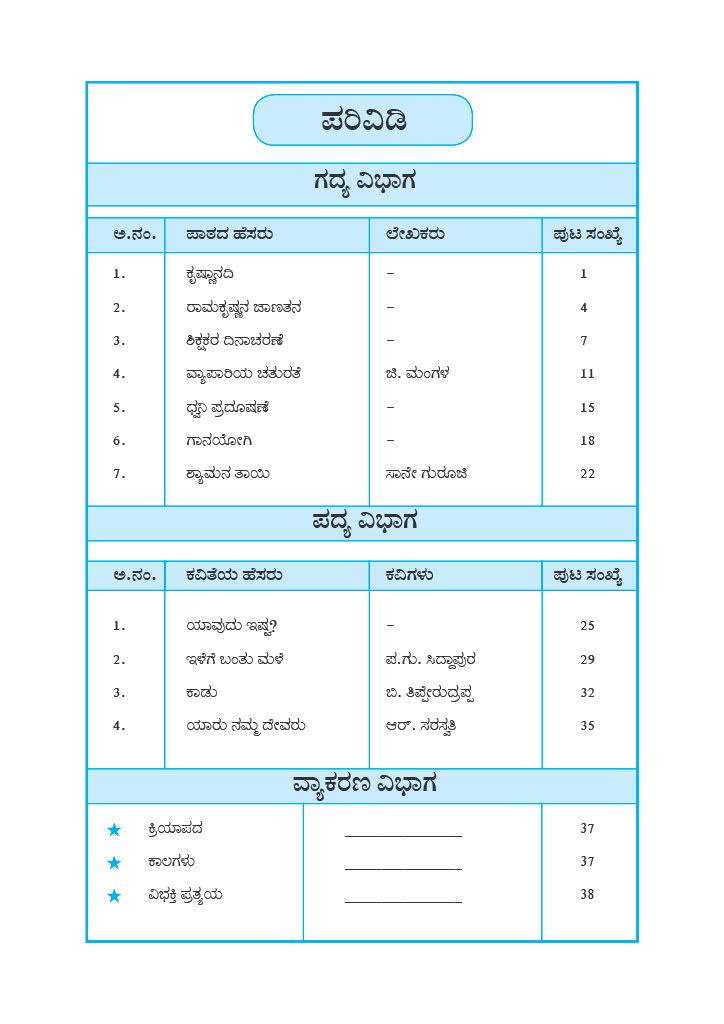 ಪರಿವಿಡಿ
ಗದ್ಯ ವಿಭಾಗ
ಅ.ನಂ. ಪಾಠದ ಹೆಸರು ಲೇಖಕರು ಪುಟ ಸಂಖ್ಯೆ
1. ಕೃಷ್ಣಾನದಿ – 1
2. ರಾಮಕೃಷ್ಣನ ಜಾಣತನ – 4
3. ಶಿಕ್ಷಕರ ದಿನಾಚರಣೆ – 7
4. ವ್ಯಾಪಾರಿಯ ಚತುರತೆ ಜಿ. ಮಂಗಳ 11
5. ಧ್ವನಿ ಪ್ರದೂಷಣೆ – 15
6. ಗಾನಯೋಗಿ – 18
7. ಶ್ಯಾಮನ ತಾಯಿ ಸಾನೇ ಗುರೂಜಿ 22
ಪದ್ಯ ವಿಭಾಗ
ಅ.ನಂ. ಕವಿತೆಯ ಹೆಸರು ಕವಿಗಳು ಪುಟ ಸಂಖ್ಯೆ
1. ಯಾವುದು ಇಷ್ಟ? – 25
2. ಇಳೆಗೆ ಬಂತು ಮಳೆ ಪ.ಗು. ಸಿದ್ದಾಪುರ 29
3. ಕಾಡು ಬಿ. ತಿಪ್ಪೇರುದ್ರಪ್ಪ 32
4. ಯಾರು ನಮ್ಮ ದೇವರು ಆರ್. ಸರಸ್ವತಿ 35
ವ್ಯಾಕರಣ ವಿಭಾಗ
★ ಕ್ರಿಯಾಪದ ______________ 37
★ ಕಾಲಗಳು ______________ 37
★ ವಿಭಕ್ತಿ ಪ್ರತ್ಯಯ ______________ 38